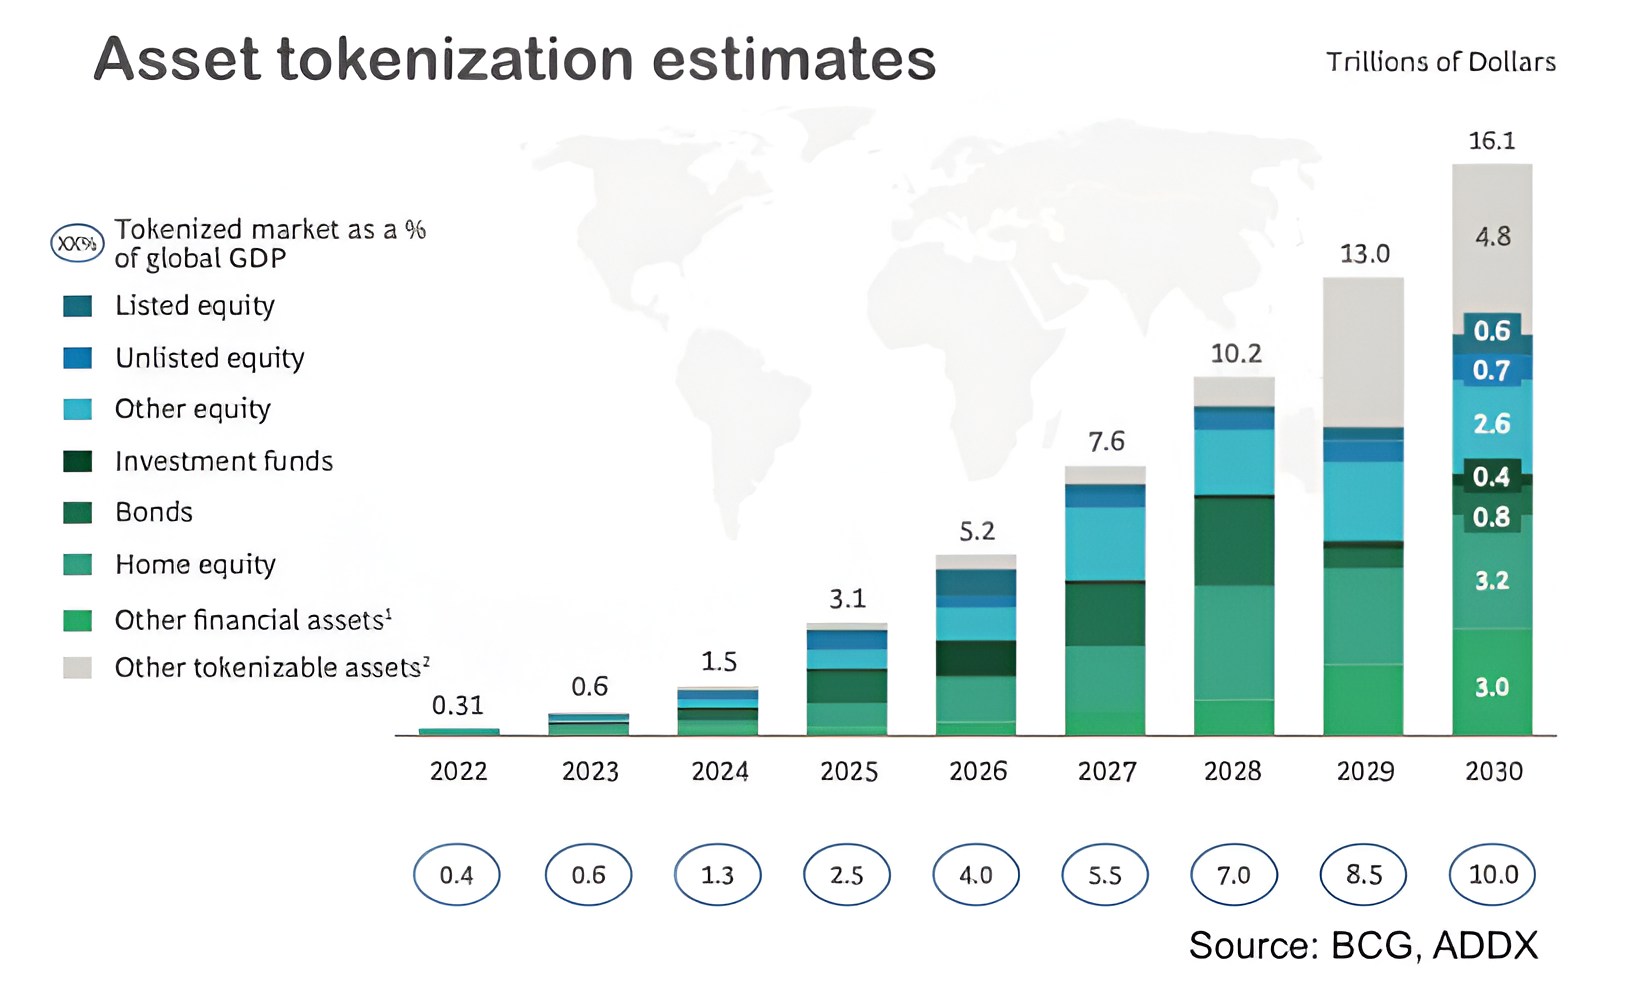 Asset tokenization estimates
Trillions of Dollars
XX%
Tokenized market as a %
of global GDP
Listed equity
Unlisted equity
Other equity
Investment funds
Bonds
Home equity
Other financial assets¹
Other tokenizable assets²
0.31
0.6
1.5
3.1
5.2
7.6
10.2
13.0
16.1
4.8
0.6
0.7
2.6
0.4
0.8
3.2
3.0
2022 2023 2024 2025 2026 2027 2028 2029 2030
0.4 0.6 1.3 2.5 4.0 5.5 7.0 8.5 10.0
Source: BCG, ADDX